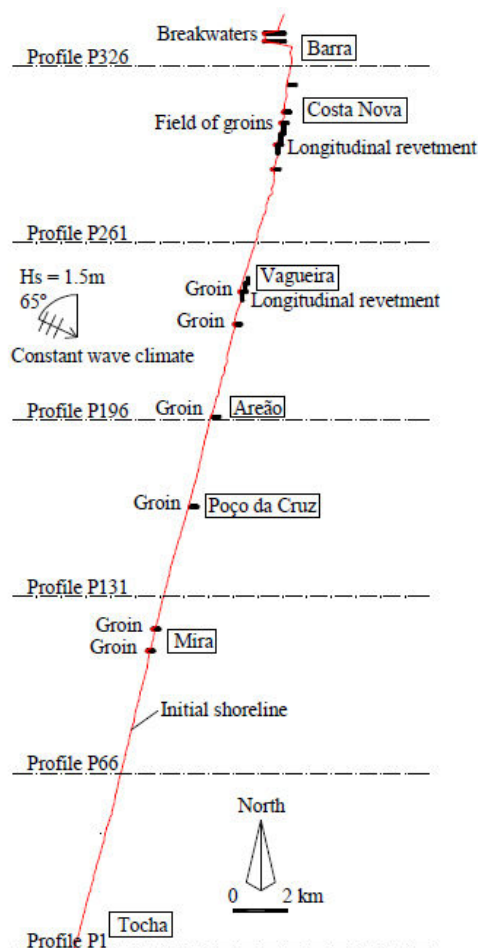 Breakwaters
Barra
Profile P326
Costa Nova
Field of groins
Longitudinal revetment
Profile P261
Hs = 1.5m
65°
Constant wave climate
Groin
Vagueira
Longitudinal revetment
Groin
Profile P196
Groin
Areão
Groin
Poço da Cruz
Profile P131
Groin
Groin
Mira
Initial shoreline
Profile P66
North
0 2 km
Tocha
Profile P1